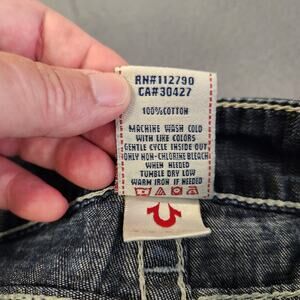 RN#112790
CA#30427
100%COTTON
MACHINE WASH COLD
WITH LIKE COLORS
GENTLE CYCLE INSIDE OUT
ONLY NON-CHLORINE BLEACH
WHEN NEEDED
TUMBLE DRY LOW
WARM IRON IF NEEDED